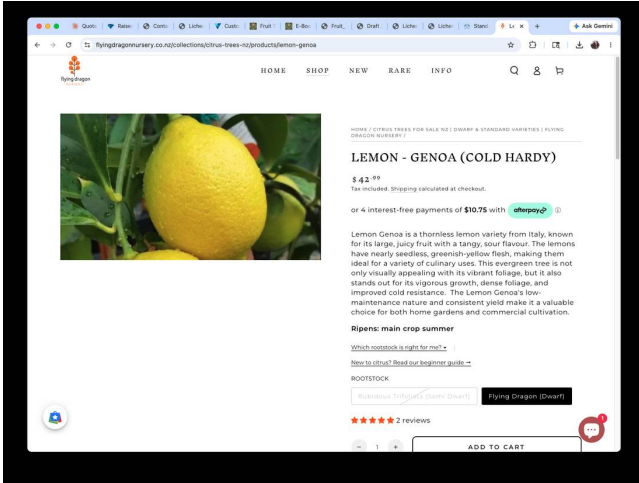 Quote
Ratew
Conte
Liche
Custo
Fruit T
E-Boo
Fruit_
Draft
Liche
Liche
Stand
Le
Ask Gemini
flyingdragonnursery.co.nz/collections/citrus-trees-nz/products/lemon-genoa
flying dragon
HOME SHOP NEW RARE INFO
HOME / CITRUS TREES FOR SALE NZ | DWARF & STANDARD VARIETIES | FLYING
DRAGON NURSERY /
LEMON - GENOA (COLD HARDY)
$42.99
Tax included. Shipping calculated at checkout.
or 4 interest-free payments of $10.75 with afterpay
Lemon Genoa is a thornless lemon variety from Italy, known
for its large, juicy fruit with a tangy, sour flavour. The lemons
have nearly seedless, greenish-yellow flesh, making them
ideal for a variety of culinary uses. This evergreen tree is not
only visually appealing with its vibrant foliage, but it also
stands out for its vigorous growth, dense foliage, and
improved cold resistance. The Lemon Genoa's low-
maintenance nature and consistent yield make it a valuable
choice for both home gardens and commercial cultivation.
Ripens: main crop summer
Which rootstock is right for me? ▾
New to citrus? Read our beginner guide →
ROOTSTOCK
Flying Dragon (Dwarf)
2 reviews
1
− 1 +
ADD TO CART